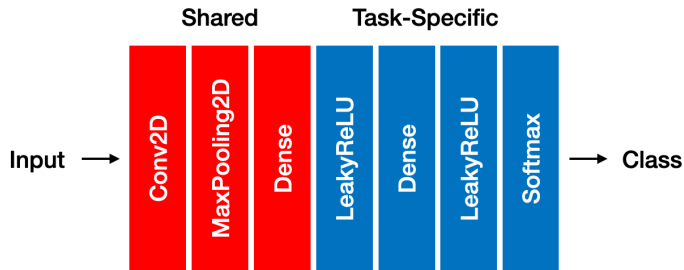 Shared
Task-Specific
Input
Conv2D
MaxPooling2D
Dense
LeakyReLU
Dense
LeakyReLU
Softmax
Class